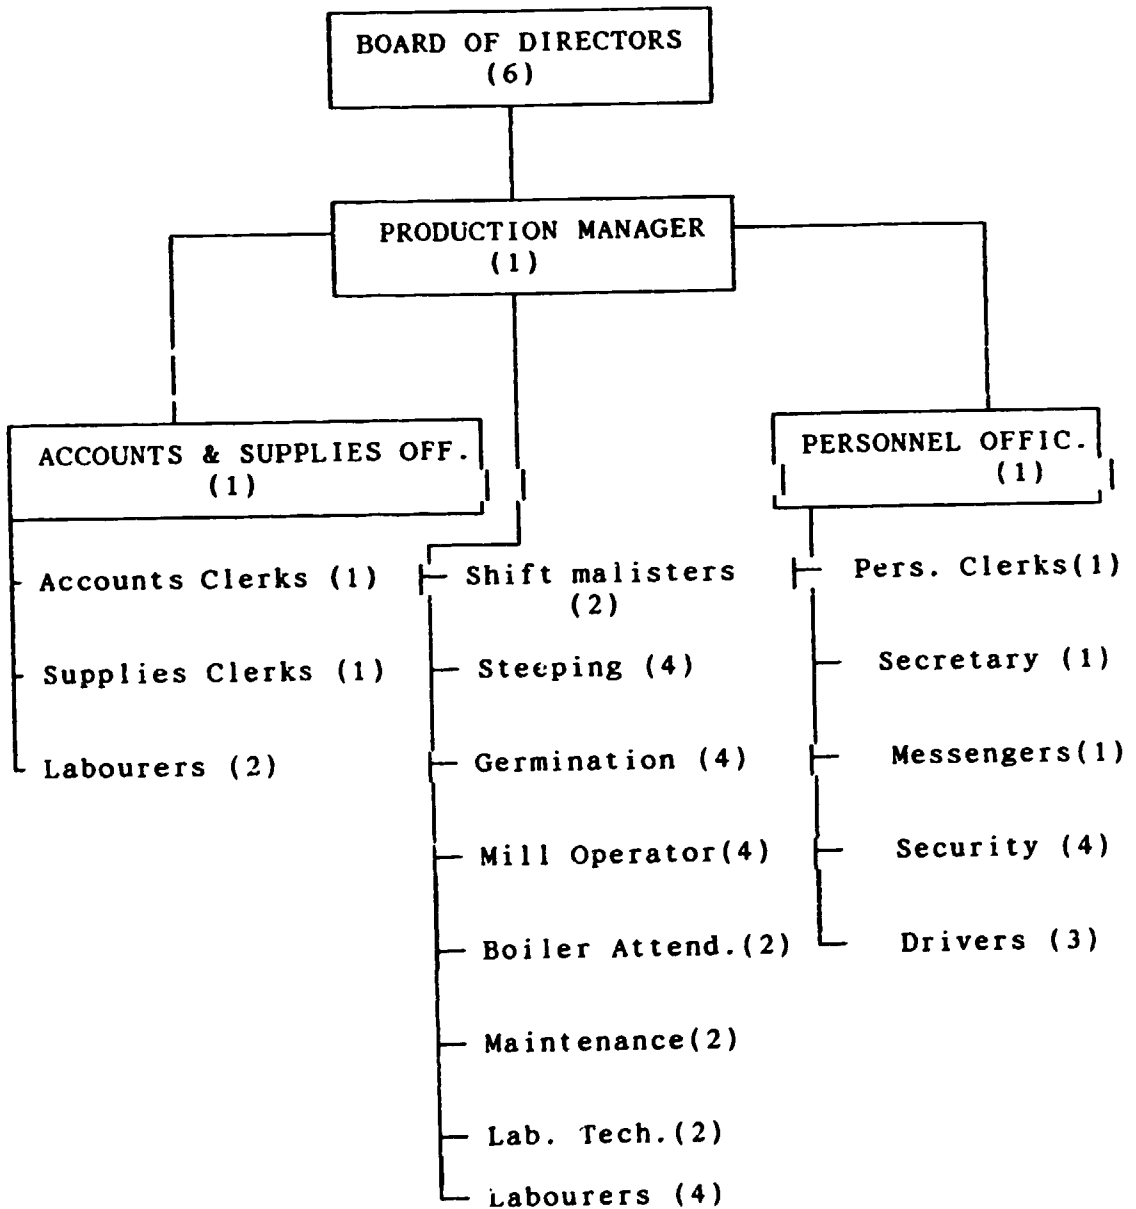 BOARD OF DIRECTORS
(6)
PRODUCTION MANAGER
(1)
ACCOUNTS & SUPPLIES OFF.
(1)
Accounts Clerks (1)
Supplies Clerks (1)
Labourers (2)
Shift malisters
(2)
Steeping (4)
Germination (4)
Mill Operator(4)
Boiler Attend.(2)
Maintenance(2)
Lab. Tech.(2)
Labourers (4)
PERSONNEL OFFIC.
(1)
Pers. Clerks(1)
Secretary (1)
Messengers(1)
Security (4)
Drivers (3)